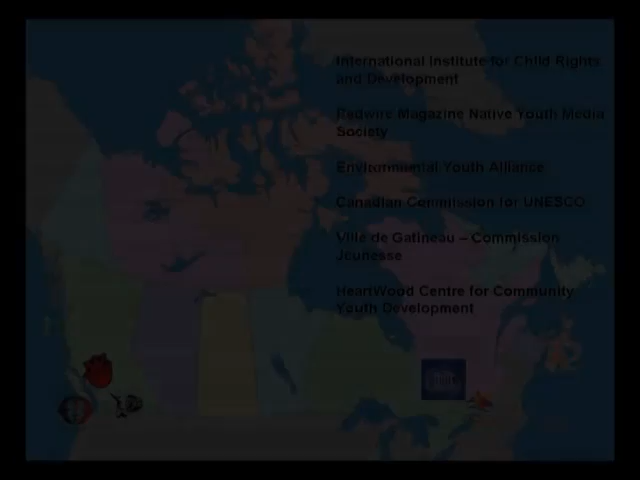 International Institute for Child Rights
and Development
Redwire Magazine Native Youth Media
Society
Environmental Youth Alliance
Canadian Commission for UNESCO
Ville de Gatineau – Commission
Jeunesse
HeartWood Centre for Community
Youth Development